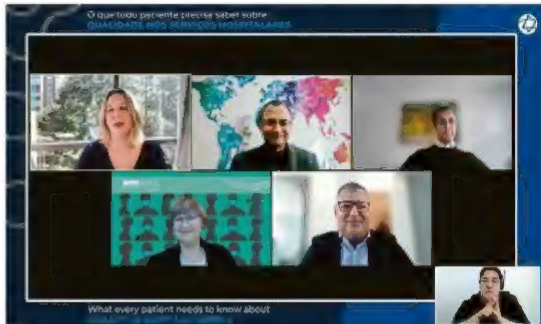 O que todo paciente precisa saber sobre
QUALIDADE NOS SERVIÇOS HOSPITALARES
What every patient needs to know about